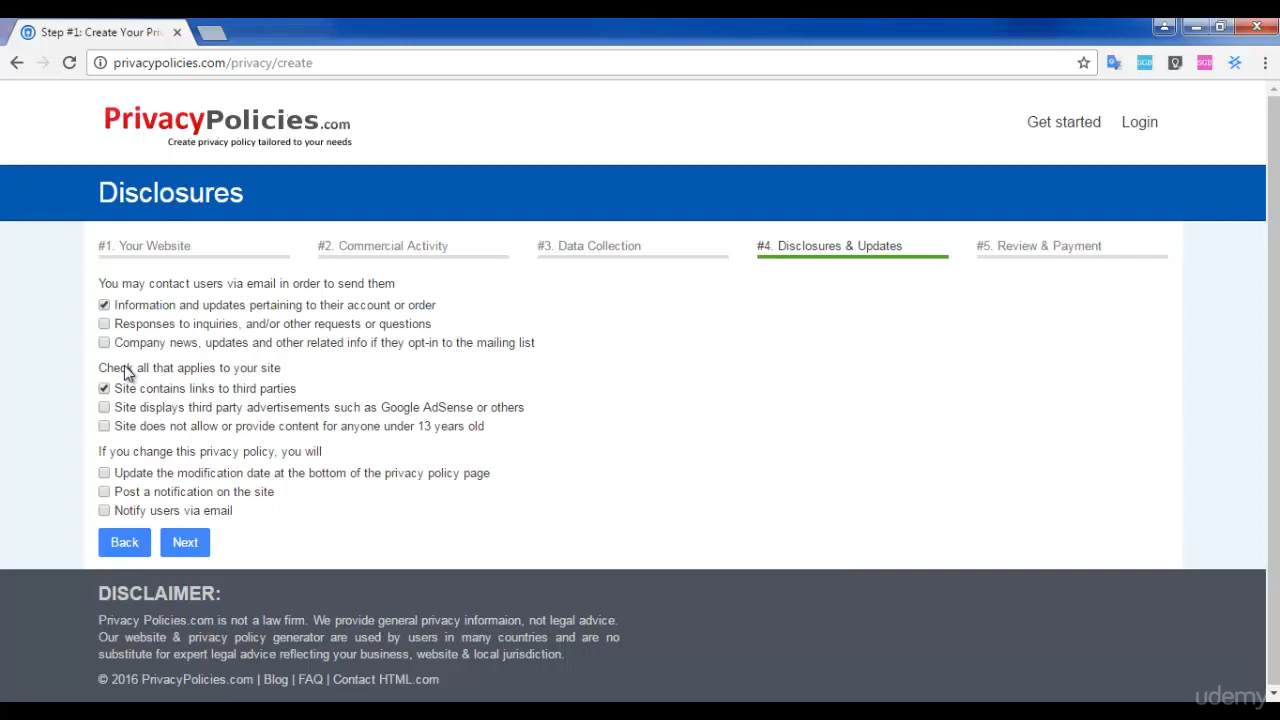 Step #1: Create Your Pri
privacypolicies.com/privacy/create
SGB
SGB
PrivacyPolicies.com
Create privacy policy tailored to your needs
Get started
Login
Disclosures
#1. Your Website
#2. Commercial Activity
#3. Data Collection
#4. Disclosures & Updates
#5. Review & Payment
You may contact users via email in order to send them
Information and updates pertaining to their account or order
Responses to inquiries, and/or other requests or questions
Company news, updates and other related info if they opt-in to the mailing list
Check all that applies to your site
Site contains links to third parties
Site displays third party advertisements such as Google AdSense or others
Site does not allow or provide content for anyone under 13 years old
If you change this privacy policy, you will
Update the modification date at the bottom of the privacy policy page
Post a notification on the site
Notify users via email
Back
Next
DISCLAIMER:
Privacy Policies.com is not a law firm. We provide general privacy informaion, not legal advice.
Our website & privacy policy generator are used by users in many countries and are no
substitute for expert legal advice reflecting your business, website & local jurisdiction.
© 2016 PrivacyPolicies.com | Blog | FAQ | Contact HTML.com
udemy